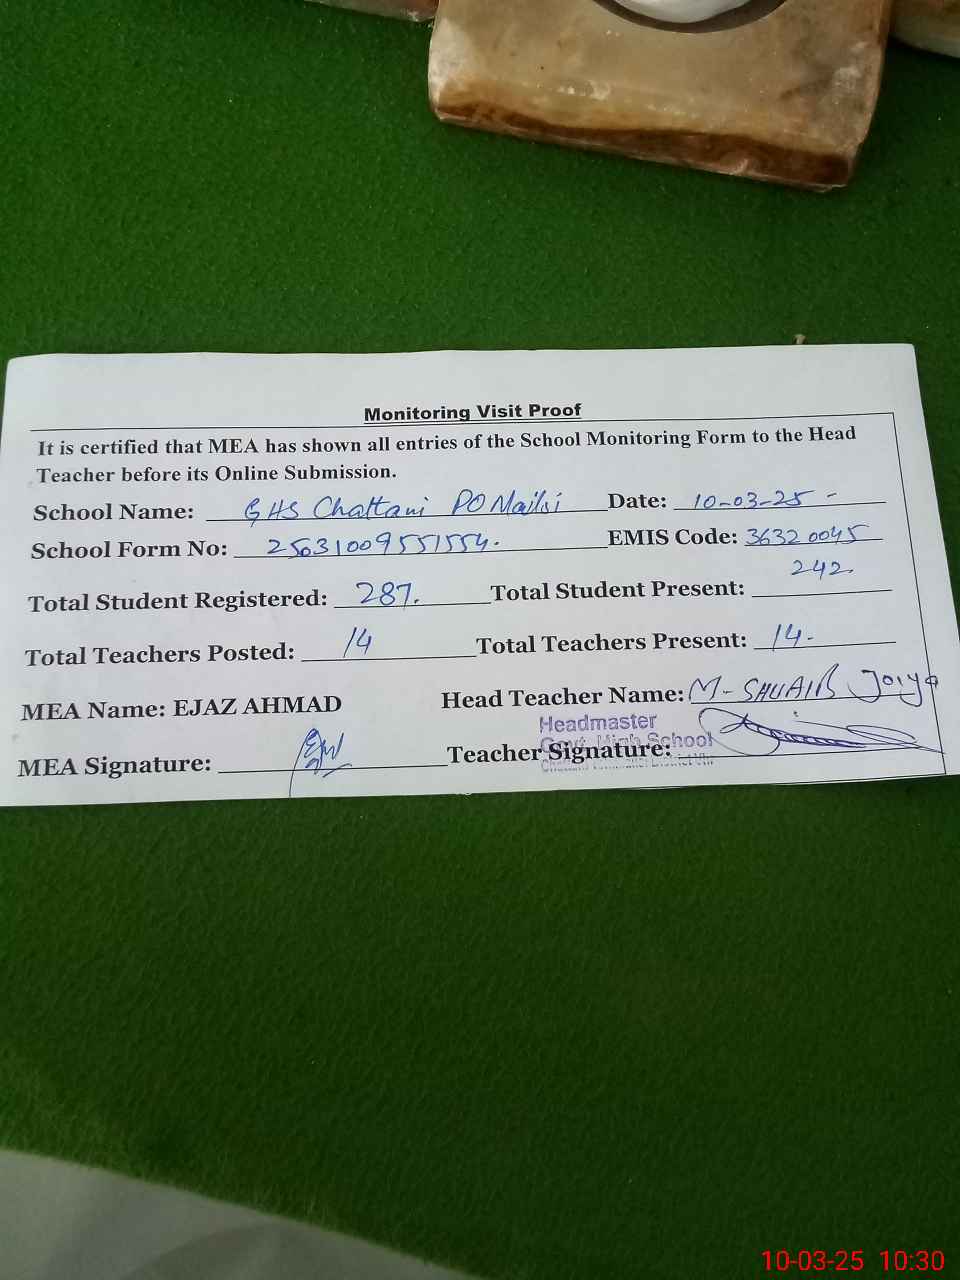 Monitoring Visit Proof
It is certified that MEA has shown all entries of the School Monitoring Form to the Head
Teacher before its Online Submission.
School Name: GHS Chattani PO Mailsi Date: 10-03-25 -
School Form No: 25031009551554. EMIS Code: 36320045
Total Student Registered: 287. Total Student Present: 242.
Total Teachers Posted: 14 Total Teachers Present: 14.
MEA Name: EJAZ AHMAD Head Teacher Name: M-SHUAIB Joiya
Headmaster
Govt. High School
MEA Signature: Teacher Signature:
10-03-25 10:30